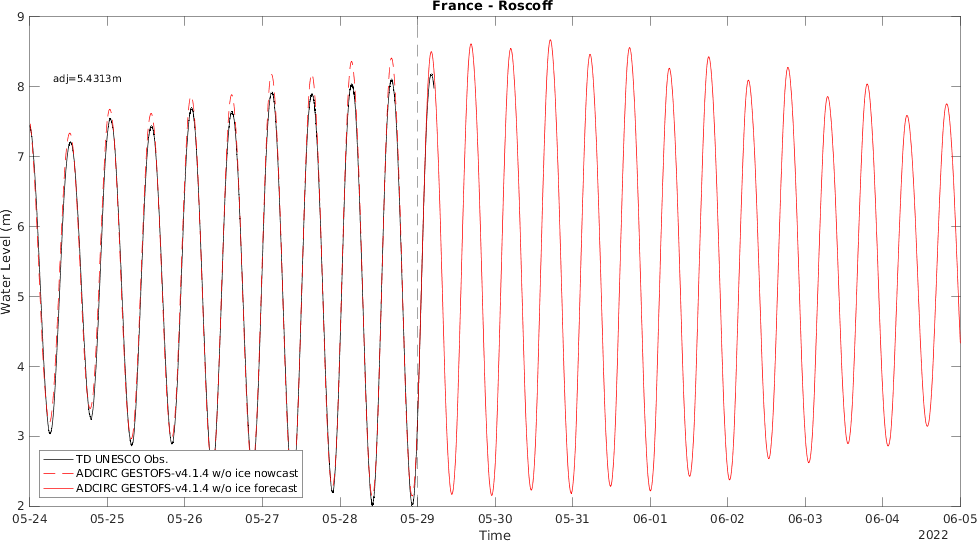 France - Roscoff
9
8
7
6
5
4
3
2
Water Level (m)
adj=5.4313m
TD UNESCO Obs.
ADCIRC GESTOFS-v4.1.4 w/o ice nowcast
ADCIRC GESTOFS-v4.1.4 w/o ice forecast
05-24 05-25 05-26 05-27 05-28 05-29 05-30 05-31 06-01 06-02 06-03 06-04 06-05
Time
2022